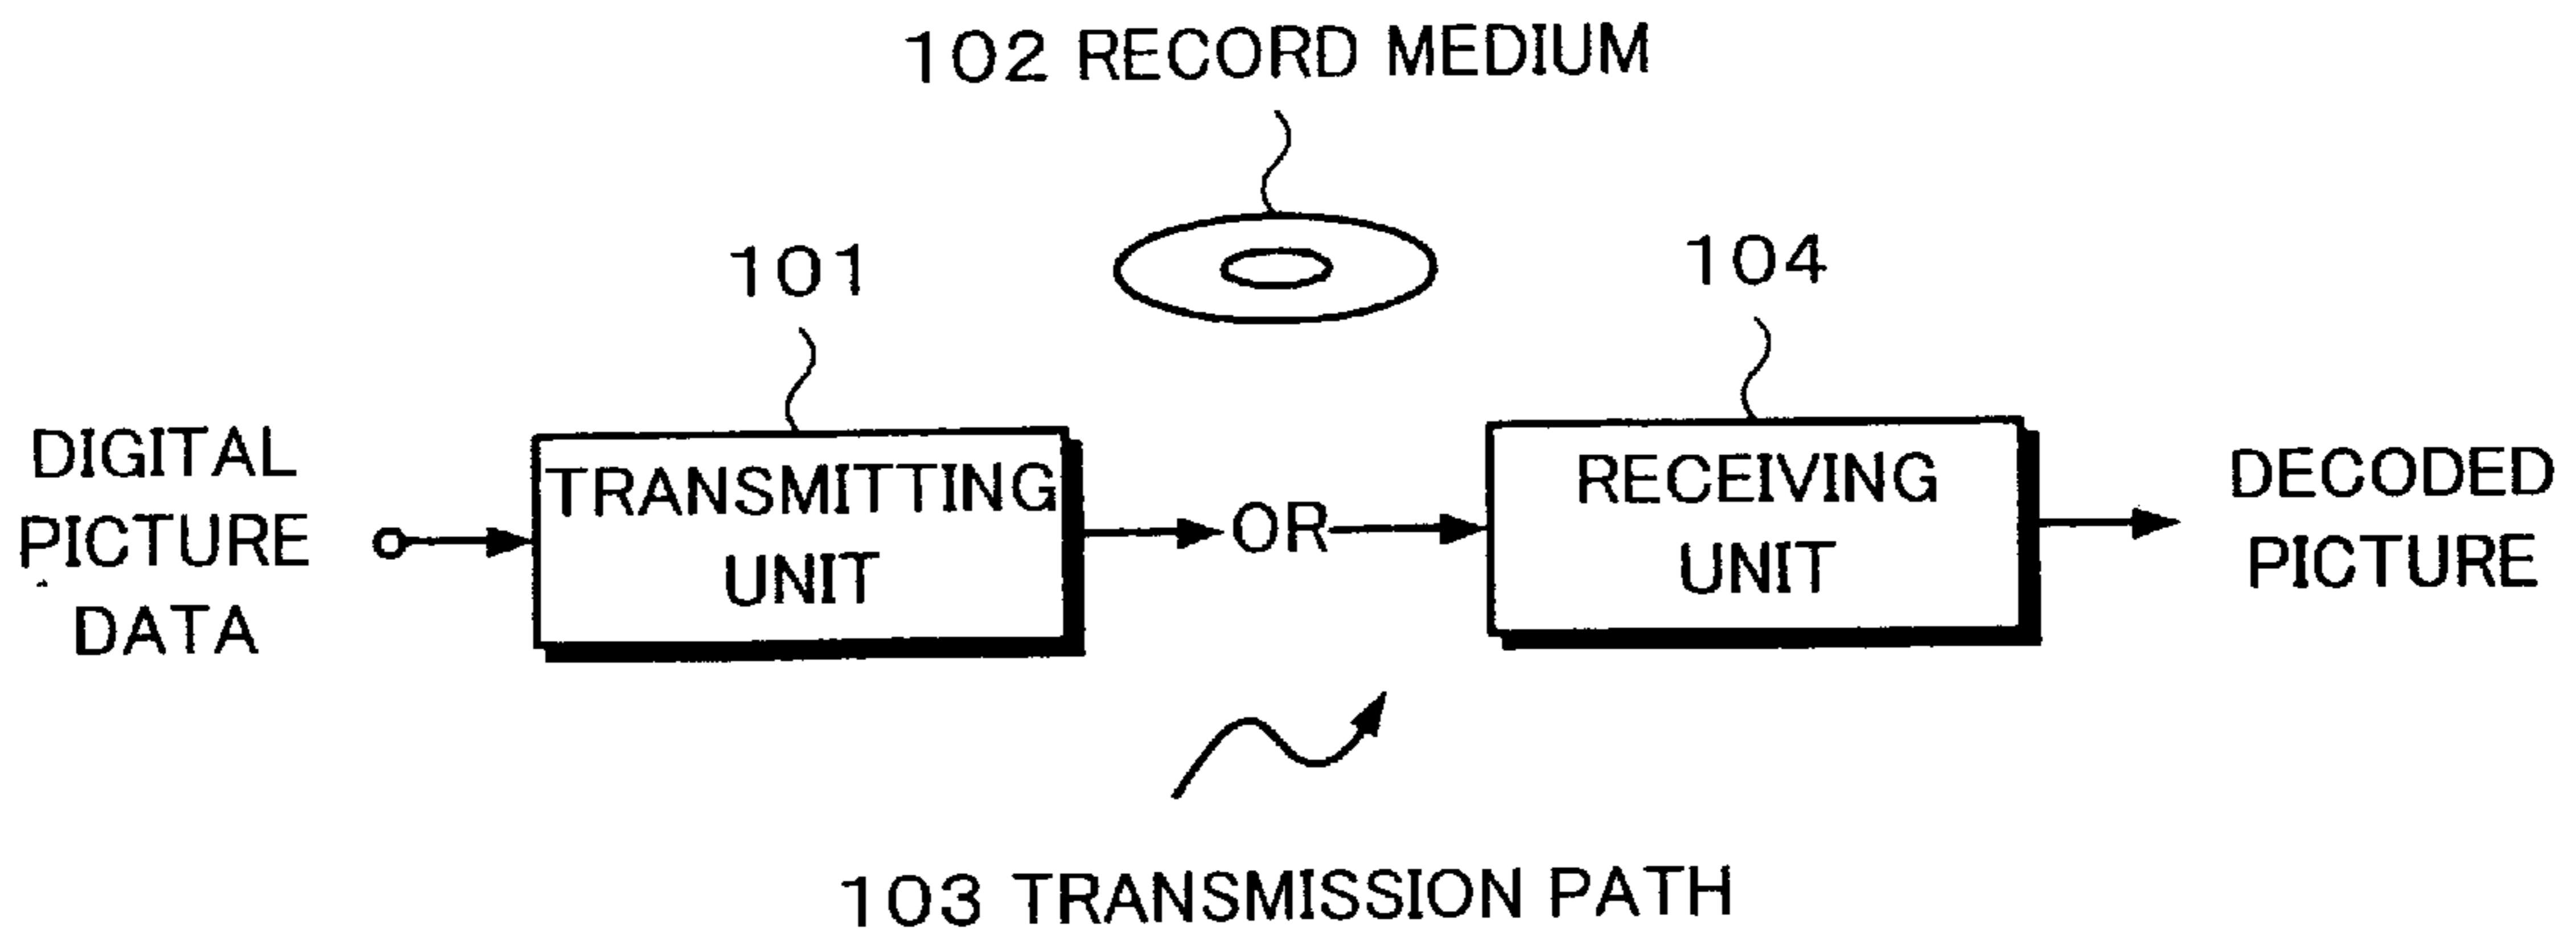 102 RECORD MEDIUM
101
104
DIGITAL
PICTURE
DATA
TRANSMITTING
UNIT
OR
RECEIVING
UNIT
DECODED
PICTURE
103 TRANSMISSION PATH